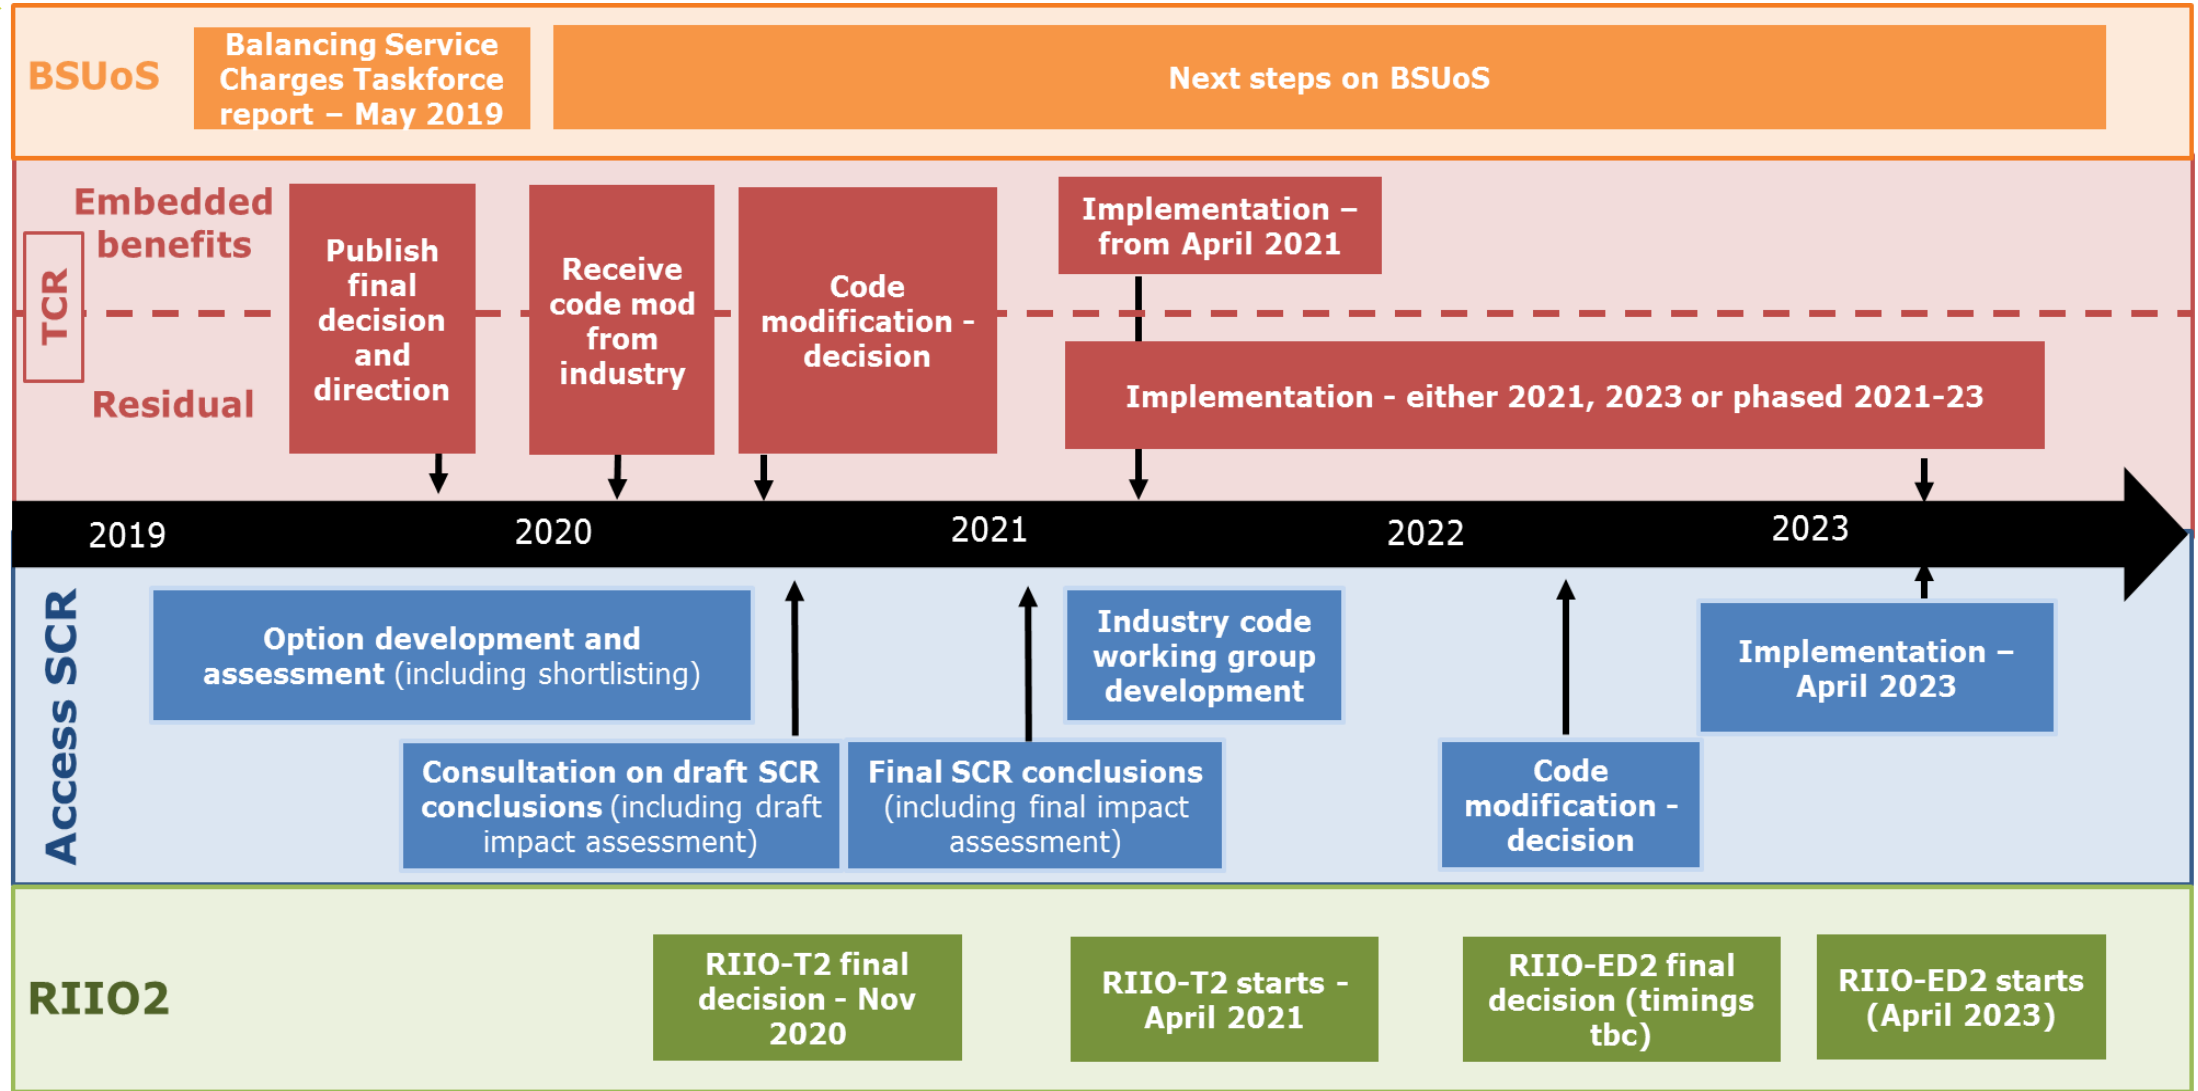 BSUoS
Balancing Service
Charges Taskforce
report – May 2019
Next steps on BSUoS
TCR
Embedded
benefits
Residual
Publish
final
decision
and
direction
Receive
code mod
from
industry
Code
modification -
decision
Implementation –
from April 2021
Implementation - either 2021, 2023 or phased 2021-23
2019
2020
2021
2022
2023
Access SCR
Option development and
assessment (including shortlisting)
Consultation on draft SCR
conclusions (including draft
impact assessment)
Final SCR conclusions
(including final impact
assessment)
Industry code
working group
development
Code
modification -
decision
Implementation –
April 2023
RIIO2
RIIO-T2 final
decision - Nov
2020
RIIO-T2 starts -
April 2021
RIIO-ED2 final
decision (timings
tbc)
RIIO-ED2 starts
(April 2023)